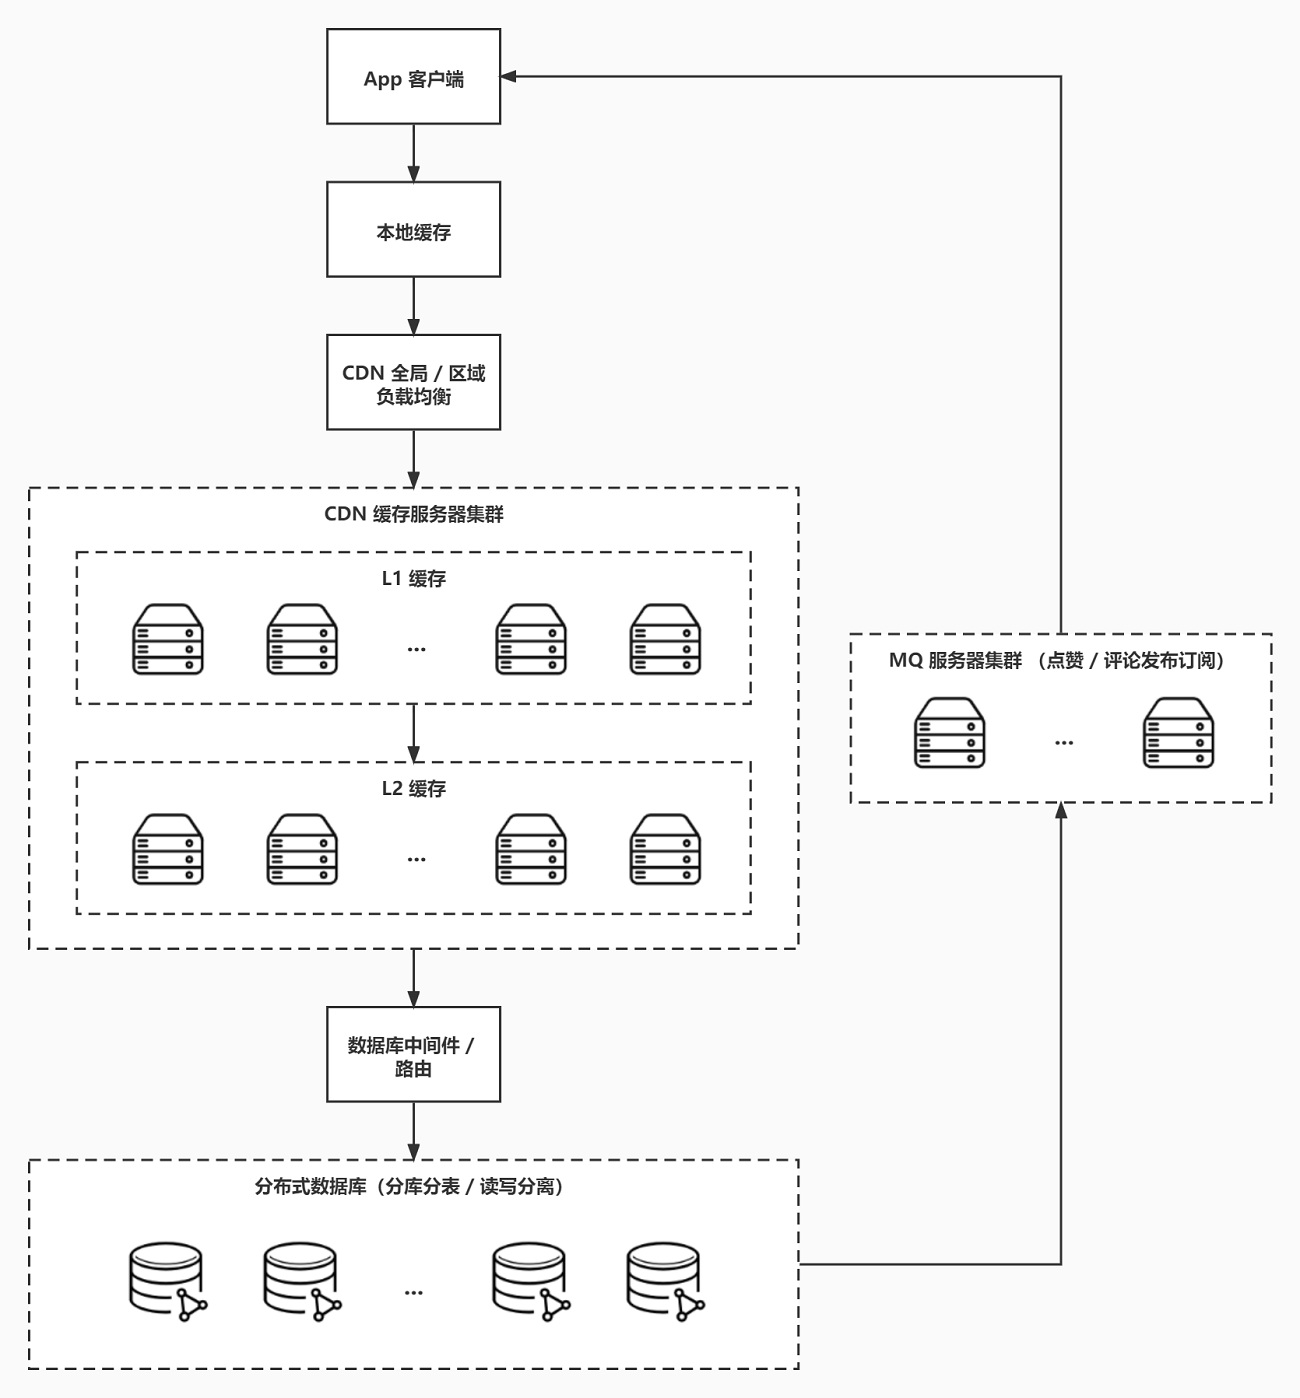 App 客户端
本地缓存
CDN 全局 / 区域
负载均衡
CDN 缓存服务器集群
L1 缓存
...
L2 缓存
...
MQ 服务器集群 （点赞 / 评论发布订阅）
...
数据库中间件 /
路由
分布式数据库（分库分表 / 读写分离）
...